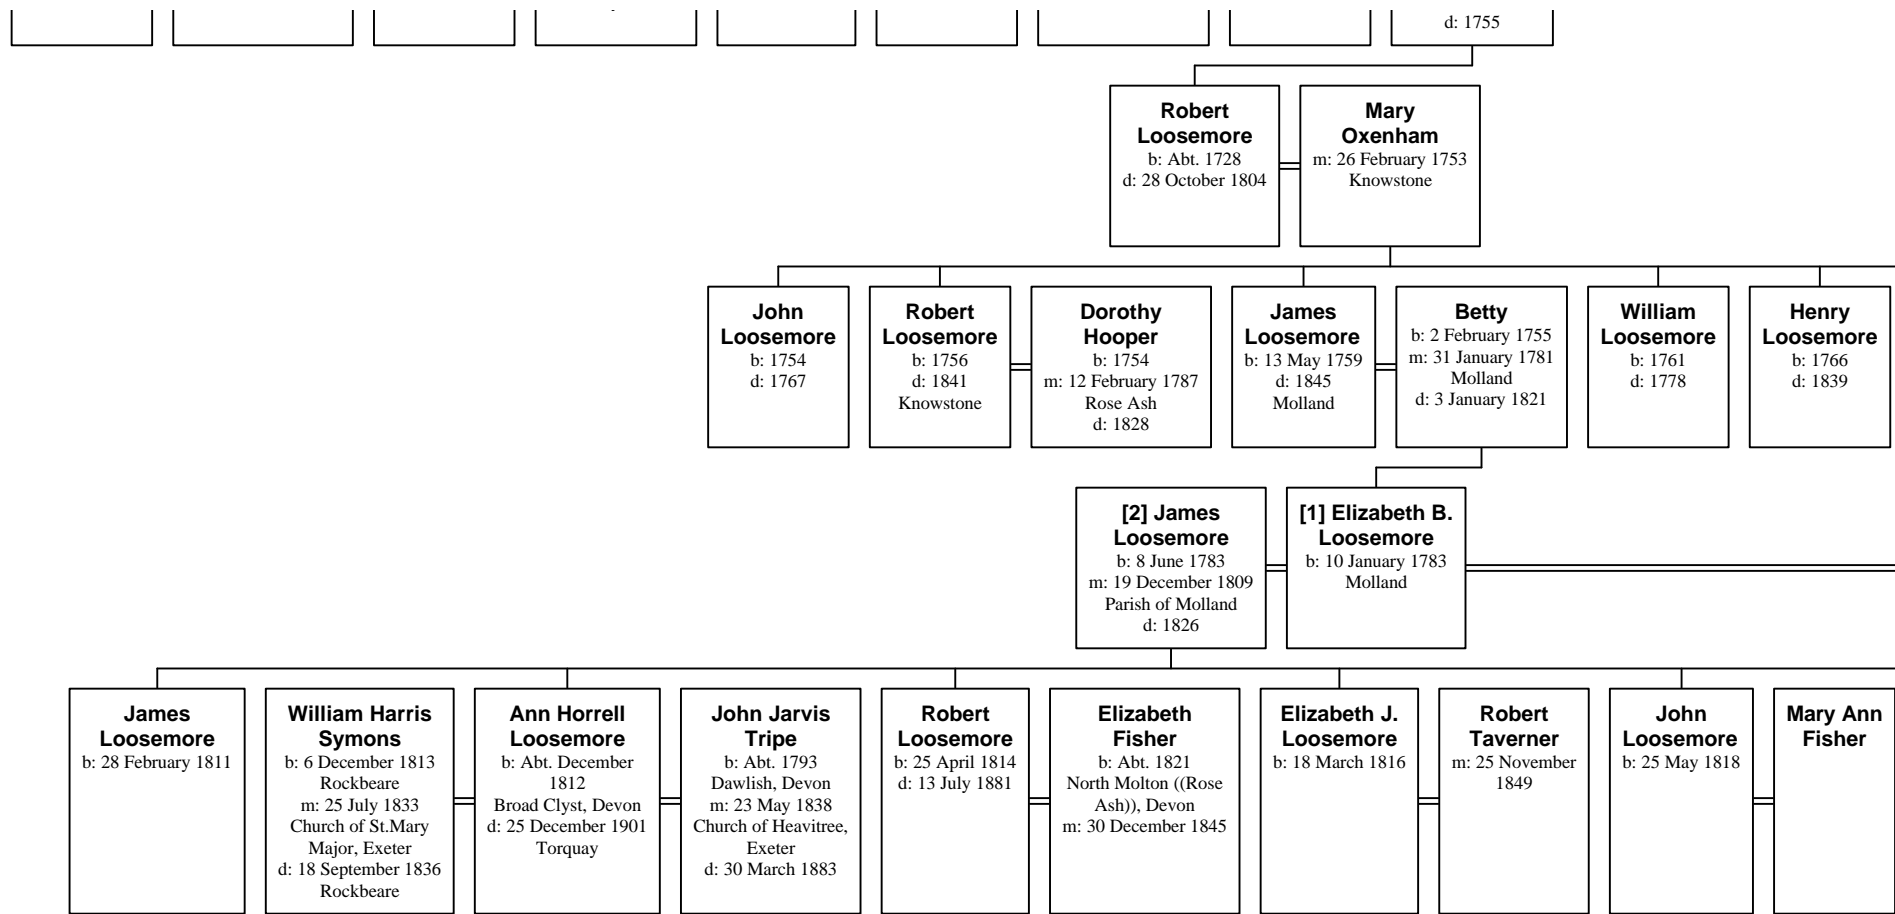 d: 1755
Robert
Loosemore
b: Abt. 1728
d: 28 October 1804
Mary
Oxenham
m: 26 February 1753
Knowstone
John
Loosemore
b: 1754
d: 1767
Robert
Loosemore
b: 1756
d: 1841
Knowstone
Dorothy
Hooper
b: 1754
m: 12 February 1787
Rose Ash
d: 1828
James
Loosemore
b: 13 May 1759
d: 1845
Molland
Betty
b: 2 February 1755
m: 31 January 1781
Molland
d: 3 January 1821
William
Loosemore
b: 1761
d: 1778
Henry
Loosemore
b: 1766
d: 1839
[2] James
Loosemore
b: 8 June 1783
m: 19 December 1809
Parish of Molland
d: 1826
[1] Elizabeth B.
Loosemore
b: 10 January 1783
Molland
James
Loosemore
b: 28 February 1811
William Harris
Symons
b: 6 December 1813
Rockbeare
m: 25 July 1833
Church of St.Mary
Major, Exeter
d: 18 September 1836
Rockbeare
Ann Horrell
Loosemore
b: Abt. December
1812
Broad Clyst, Devon
d: 25 December 1901
Torquay
John Jarvis
Tripe
b: Abt. 1793
Dawlish, Devon
m: 23 May 1838
Church of Heavitree,
Exeter
d: 30 March 1883
Robert
Loosemore
b: 25 April 1814
d: 13 July 1881
Elizabeth
Fisher
b: Abt. 1821
North Molton ((Rose
Ash)), Devon
m: 30 December 1845
Elizabeth J.
Loosemore
b: 18 March 1816
Robert
Taverner
m: 25 November
1849
John
Loosemore
b: 25 May 1818
Mary Ann
Fisher